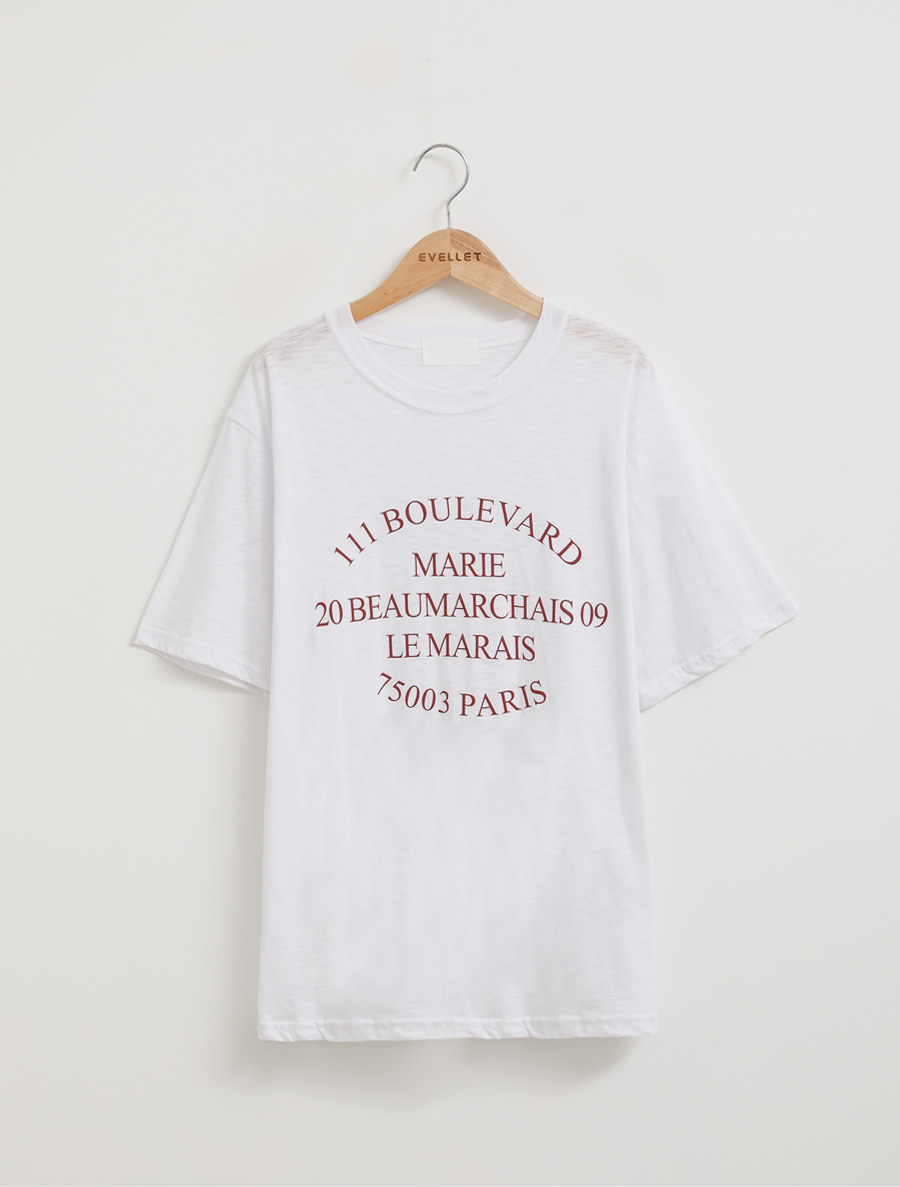 EVELLET
111 BOULEVARD
MARIE
20 BEAUMARCHAIS 09
LE MARAIS
75003 PARIS